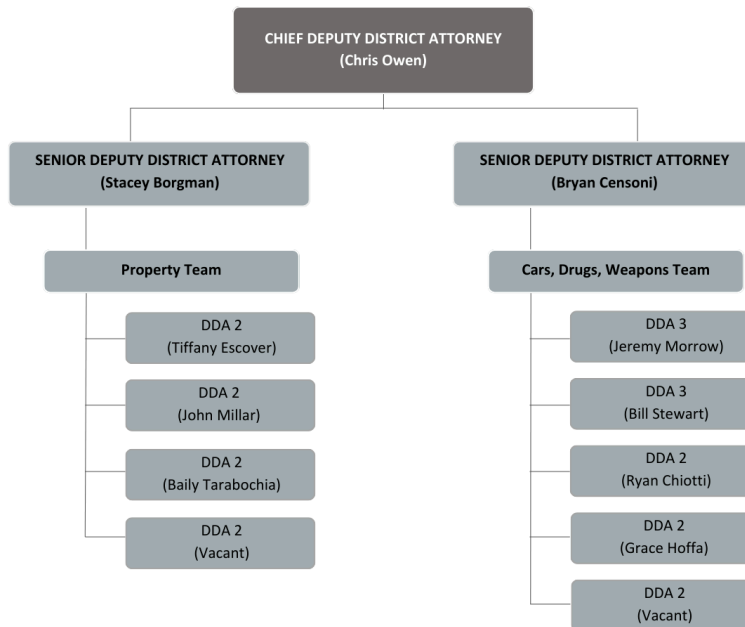 CHIEF DEPUTY DISTRICT ATTORNEY
(Chris Owen)
SENIOR DEPUTY DISTRICT ATTORNEY
(Stacey Borgman)
Property Team
DDA 2
(Tiffany Escover)
DDA 2
(John Millar)
DDA 2
(Baily Tarabochia)
DDA 2
(Vacant)
SENIOR DEPUTY DISTRICT ATTORNEY
(Bryan Censoni)
Cars, Drugs, Weapons Team
DDA 3
(Jeremy Morrow)
DDA 3
(Bill Stewart)
DDA 2
(Ryan Chiotti)
DDA 2
(Grace Hoffa)
DDA 2
(Vacant)